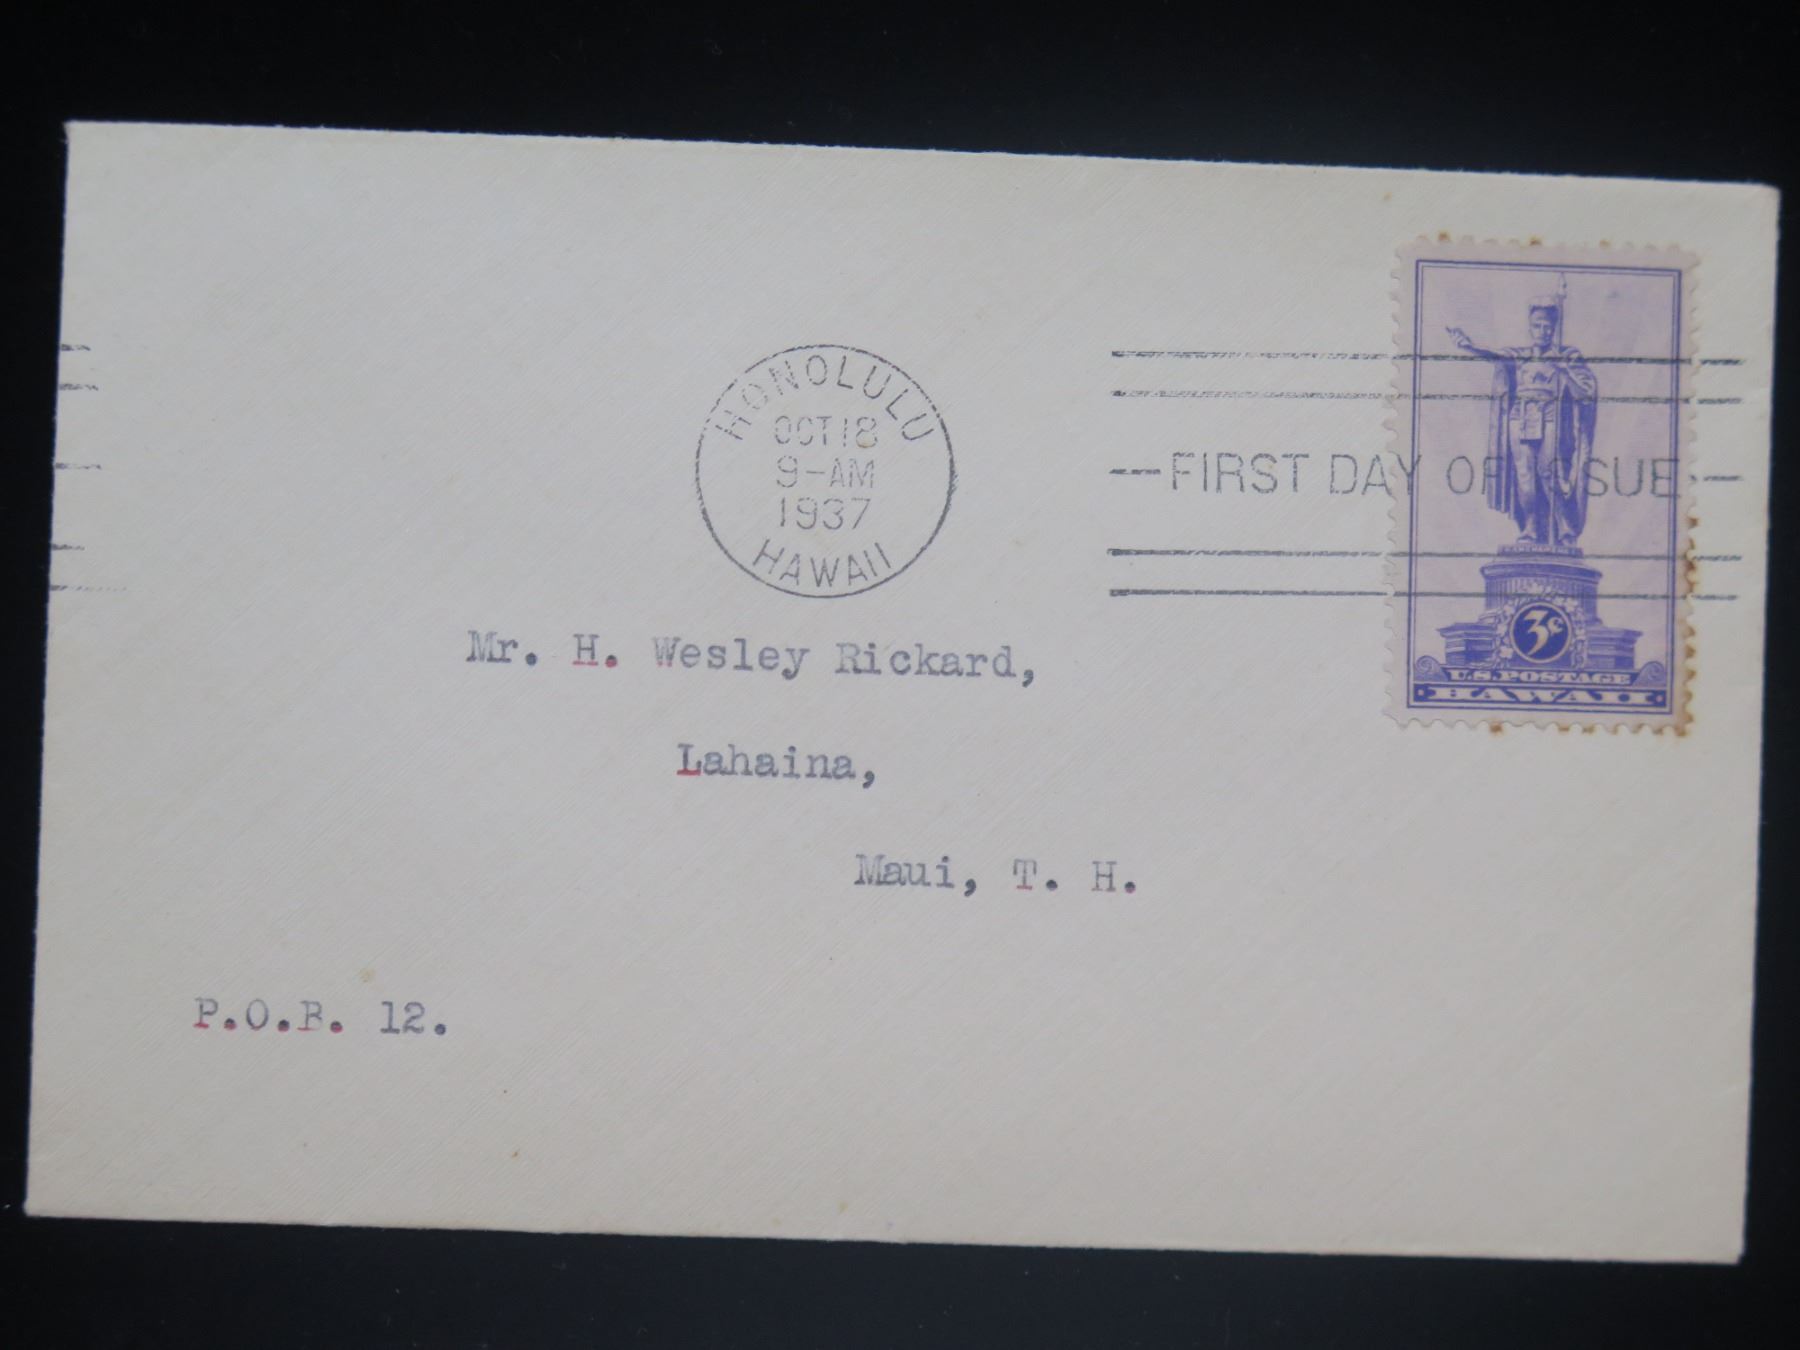 HONOLULU
OCT 18
9-AM
1937
HAWAII
FIRST DAY OF ISSUE
KAMEHAMEHA I
3¢
U.S. POSTAGE
HAWAII
Mr. H. Wesley Rickard,
Lahaina,
Maui, T. H.
P.O.B. 12.